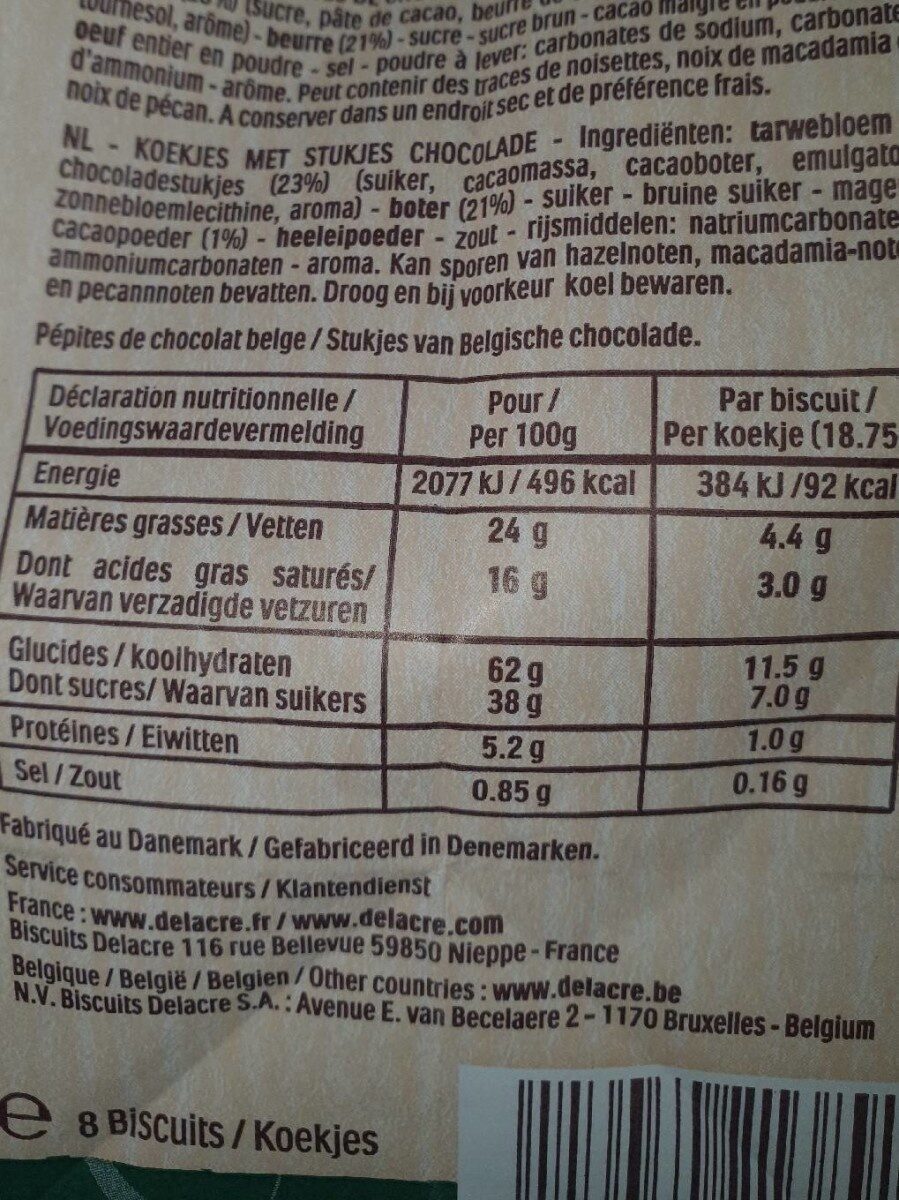 (sucre, pâte de cacao, beurre
tournesol, arôme) - beurre (21%) - sucre - sucre brun - cacao maigre en
oeuf entier en poudre - sel - poudre à lever: carbonates de sodium, carbonate
d'ammonium - arôme. Peut contenir des traces de noisettes, noix de macadamia
noix de pécan. A conserver dans un endroit sec et de préférence frais.
NL - KOEKJES MET STUKJES CHOCOLADE - Ingrediënten: tarwebloem
chocoladestukjes (23%) (suiker, cacaomassa, cacaoboter, emulgato
zonnebloemlecithine, aroma) - boter (21%) - suiker - bruine suiker - mage
cacaopoeder (1%) - heeleipoeder - zout - rijsmiddelen: natriumcarbonate
ammoniumcarbonaten - aroma. Kan sporen van hazelnoten, macadamia-note
en pecannnoten bevatten. Droog en bij voorkeur koel bewaren.
Pépites de chocolat belge / Stukjes van Belgische chocolade.
Déclaration nutritionnelle / Pour / Par biscuit /
Voedingswaardevermelding Per 100g Per koekje (18.75
Energie 2077 kJ / 496 kcal 384 kJ /92 kcal
Matières grasses / Vetten 24 g 4.4 g
Dont acides gras saturés/ 16 g 3.0 g
Waarvan verzadigde vetzuren
Glucides / koolhydraten 62 g 11.5 g
Dont sucres/ Waarvan suikers 38 g 7.0 g
Protéines / Eiwitten 5.2 g 1.0 g
Sel / Zout 0.85 g 0.16 g
Fabriqué au Danemark / Gefabriceerd in Denemarken.
Service consommateurs / Klantendienst
France : www.delacre.fr / www.delacre.com
Biscuits Delacre 116 rue Bellevue 59850 Nieppe - France
Belgique / België / Belgien / Other countries : www.delacre.be
N.V. Biscuits Delacre S.A. : Avenue E. van Becelaere 2 - 1170 Bruxelles - Belgium
e 8 Biscuits / Koekjes